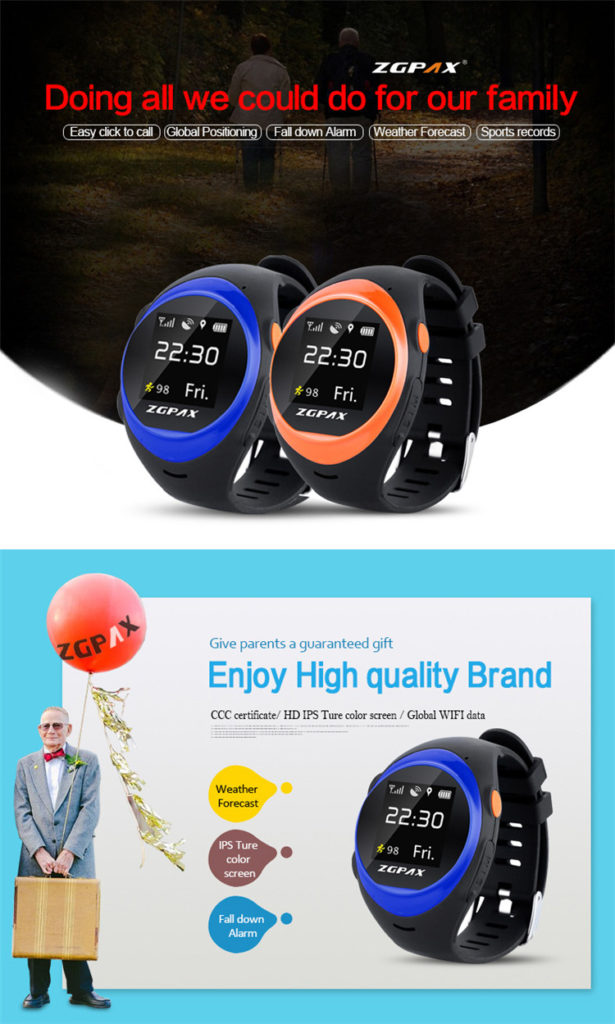 ZGPAX®
Doing all we could do for our family
Easy click to call Global Positioning Fall down Alarm Weather Forecast Sports records
22:30 22:30
98 Fri. 98 Fri.
ZGPAX ZGPAX
ZGPAX
Give parents a guaranteed gift
Enjoy High quality Brand
CCC certificate/ HD IPS Ture color screen / Global WIFI data
Weather
Forecast
IPS Ture
color
screen
Fall down
Alarm
22:30
98 Fri.
ZGPAX